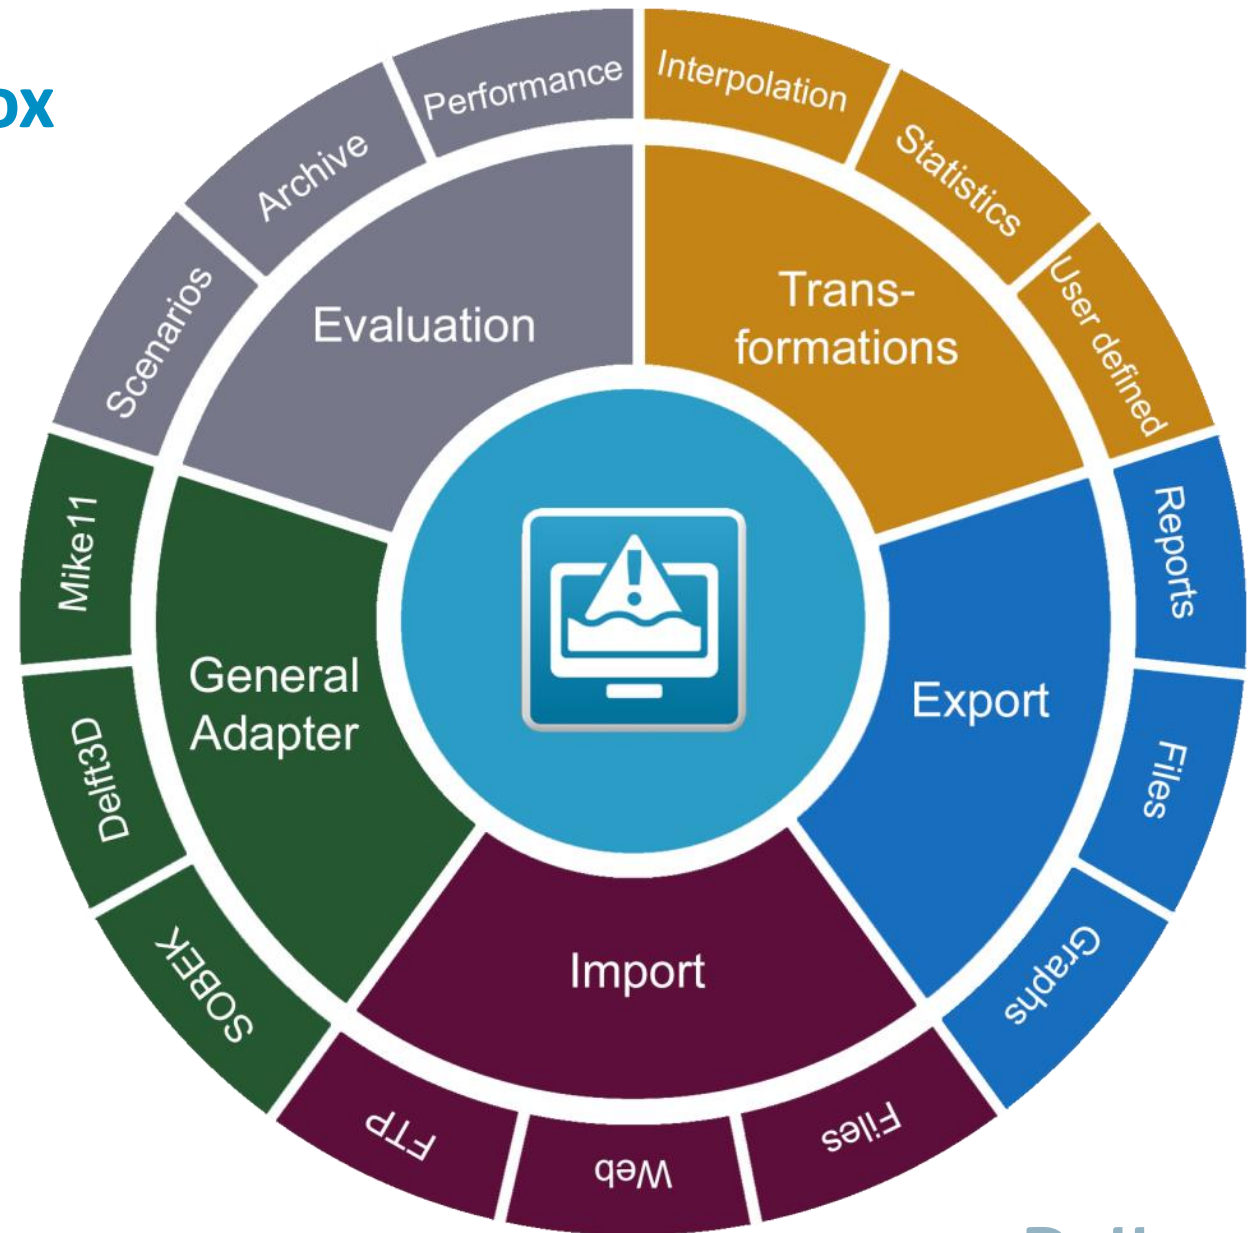 ox
Performance
Interpolation
Archive
Statistics
Scenarios
User defined
Evaluation
Trans-
formations
Mike11
Reports
General
Adapter
Export
Delft3D
Files
Import
SOBEK
Graphs
FTP
Web
Files